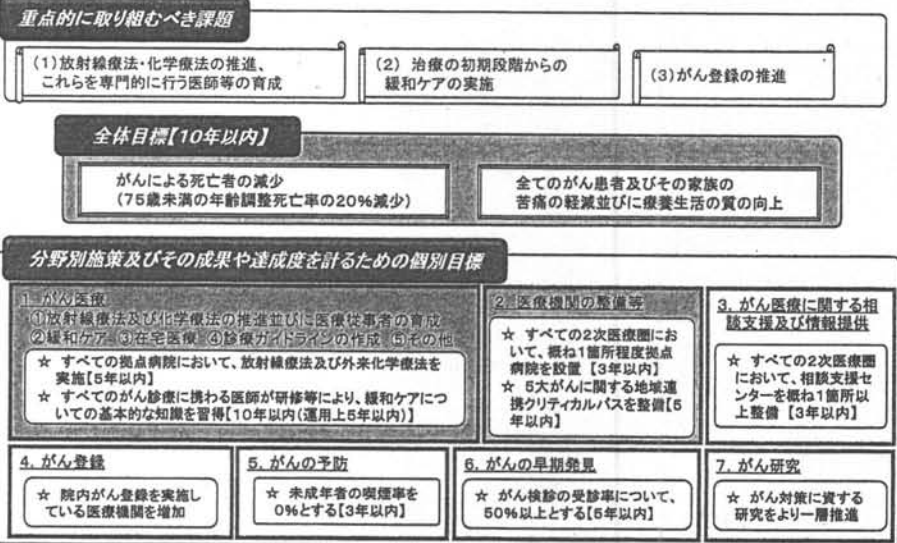 重点的に取り組むべき課題
(1)放射線療法・化学療法の推進、
これらを専門的に行う医師等の育成
(2) 治療の初期段階からの
緩和ケアの実施
(3)がん登録の推進
全体目標【10年以内】
がんによる死亡者の減少
(75歳未満の年齢調整死亡率の20%減少)
全てのがん患者及びその家族の
苦痛の軽減並びに療養生活の質の向上
分野別施策及びその成果や達成度を計るための個別目標
1. がん医療
①放射線療法及び化学療法の推進並びに医療従事者の育成
②緩和ケア ③在宅医療 ④診療ガイドラインの作成 ⑤その他
☆ すべての拠点病院において、放射線療法及び外来化学療法を
実施【5年以内】
☆ すべてのがん診療に携わる医師が研修等により、緩和ケアにつ
いての基本的な知識を習得【10年以内(運用上5年以内)】
2. 医療機関の整備等
☆ すべての2次医療圏にお
いて、概ね1箇所程度拠点
病院を設置 【3年以内】
☆ 5大がんに関する地域連
携クリティカルパスを整備【5
年以内】
3. がん医療に関する相
談支援及び情報提供
☆ すべての2次医療圏
において、相談支援セ
ンターを概ね1箇所以
上整備 【3年以内】
4. がん登録
☆ 院内がん登録を実施し
ている医療機関を増加
5. がんの予防
☆ 未成年者の喫煙率を
0%とする【3年以内】
6. がんの早期発見
☆ がん検診の受診率について、
50%以上とする【5年以内】
7. がん研究
☆ がん対策に資する
研究をより一層推進